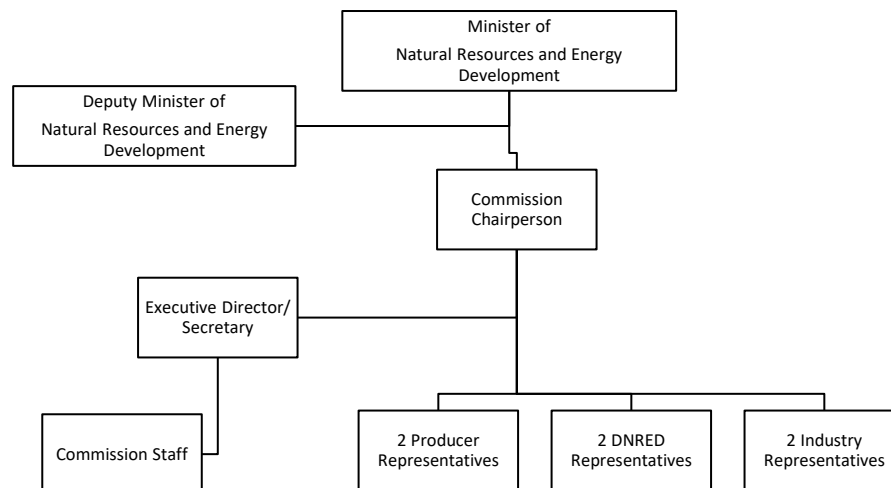 Minister of
Natural Resources and Energy
Development
Deputy Minister of
Natural Resources and Energy
Development
Commission
Chairperson
Executive Director/
Secretary
Commission Staff
2 Producer
Representatives
2 DNRED
Representatives
2 Industry
Representatives